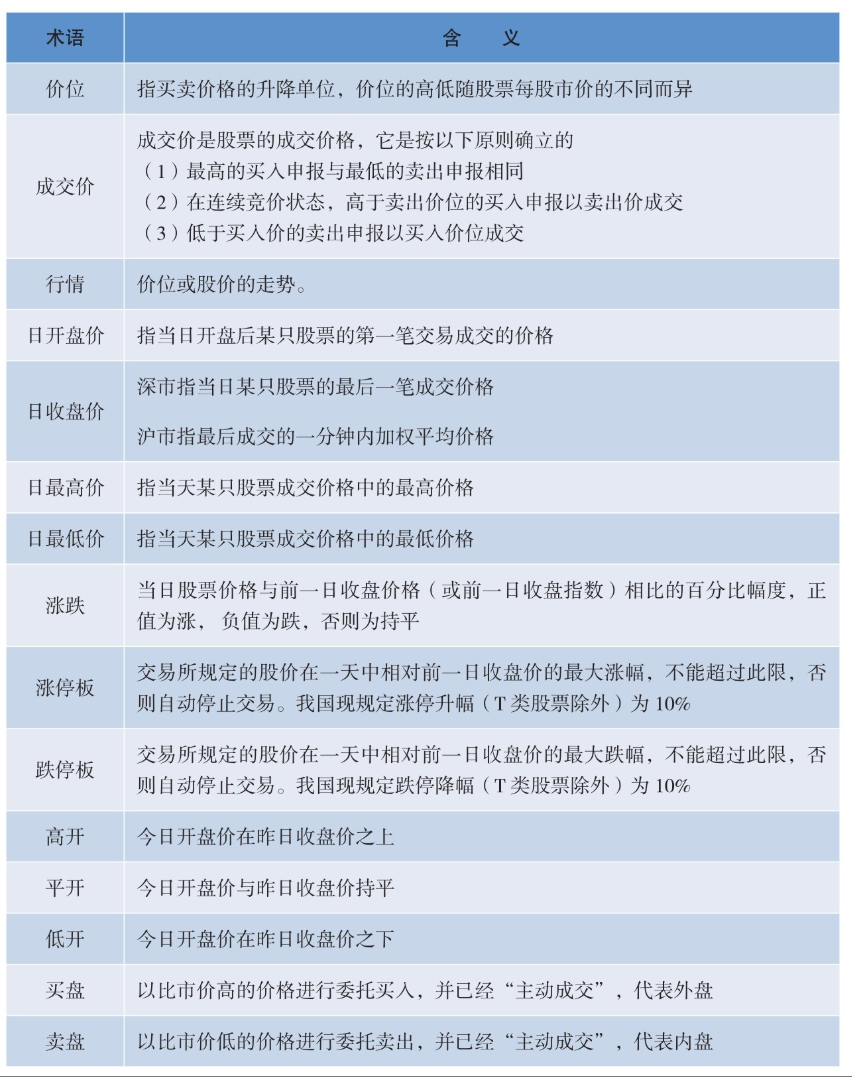 术语 含 义
价位 指买卖价格的升降单位，价位的高低随股票每股市价的不同而异
成交价 成交价是股票的成交价格，它是按以下原则确立的
（1）最高的买入申报与最低的卖出申报相同
（2）在连续竞价状态，高于卖出价位的买入申报以卖出价成交
（3）低于买入价的卖出申报以买入价位成交
行情 价位或股价的走势。
日开盘价 指当日开盘后某只股票的第一笔交易成交的价格
日收盘价 深市指当日某只股票的最后一笔成交价格
沪市指最后成交的一分钟内加权平均价格
日最高价 指当天某只股票成交价格中的最高价格
日最低价 指当天某只股票成交价格中的最低价格
涨跌 当日股票价格与前一日收盘价格（或前一日收盘指数）相比的百分比幅度，正
值为涨， 负值为跌，否则为持平
涨停板 交易所规定的股价在一天中相对前一日收盘价的最大涨幅，不能超过此限，否
则自动停止交易。我国现规定涨停升幅（T 类股票除外）为 10%
跌停板 交易所规定的股价在一天中相对前一日收盘价的最大跌幅，不能超过此限，否
则自动停止交易。我国现规定跌停降幅（T 类股票除外）为 10%
高开 今日开盘价在昨日收盘价之上
平开 今日开盘价与昨日收盘价持平
低开 今日开盘价在昨日收盘价之下
买盘 以比市价高的价格进行委托买入，并已经“主动成交”，代表外盘
卖盘 以比市价低的价格进行委托卖出，并已经“主动成交”，代表内盘